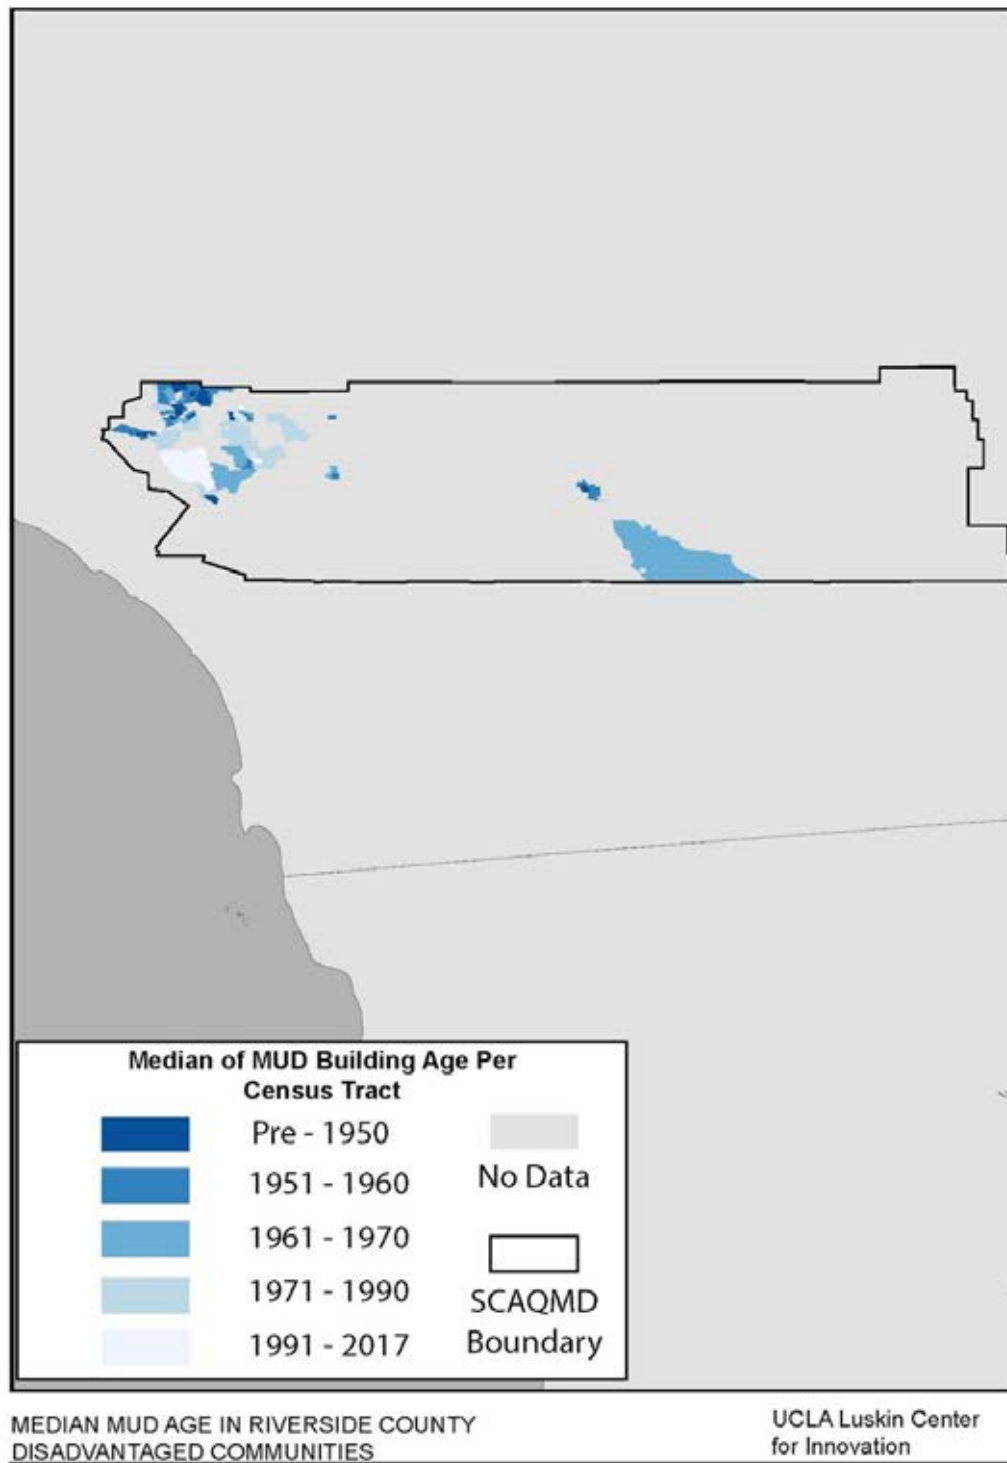 Median of MUD Building Age Per
Census Tract
Pre - 1950
1951 - 1960
1961 - 1970
1971 - 1990
1991 - 2017
No Data
SCAQMD
Boundary
MEDIAN MUD AGE IN RIVERSIDE COUNTY
DISADVANTAGED COMMUNITIES
UCLA Luskin Center
for Innovation